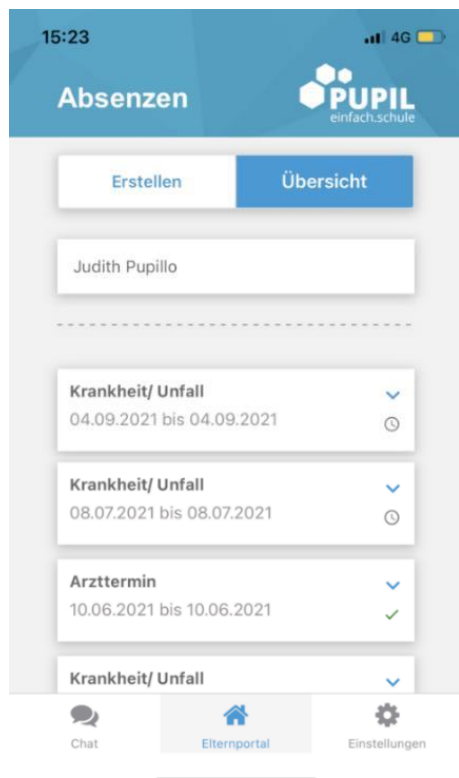 15:23
4G
Absenzen
PUPIL
einfach.schule
Erstellen
Übersicht
Judith Pupillo
Krankheit/ Unfall
04.09.2021 bis 04.09.2021
Krankheit/ Unfall
08.07.2021 bis 08.07.2021
Arzttermin
10.06.2021 bis 10.06.2021
Krankheit/ Unfall
Chat
Elternportal
Einstellungen